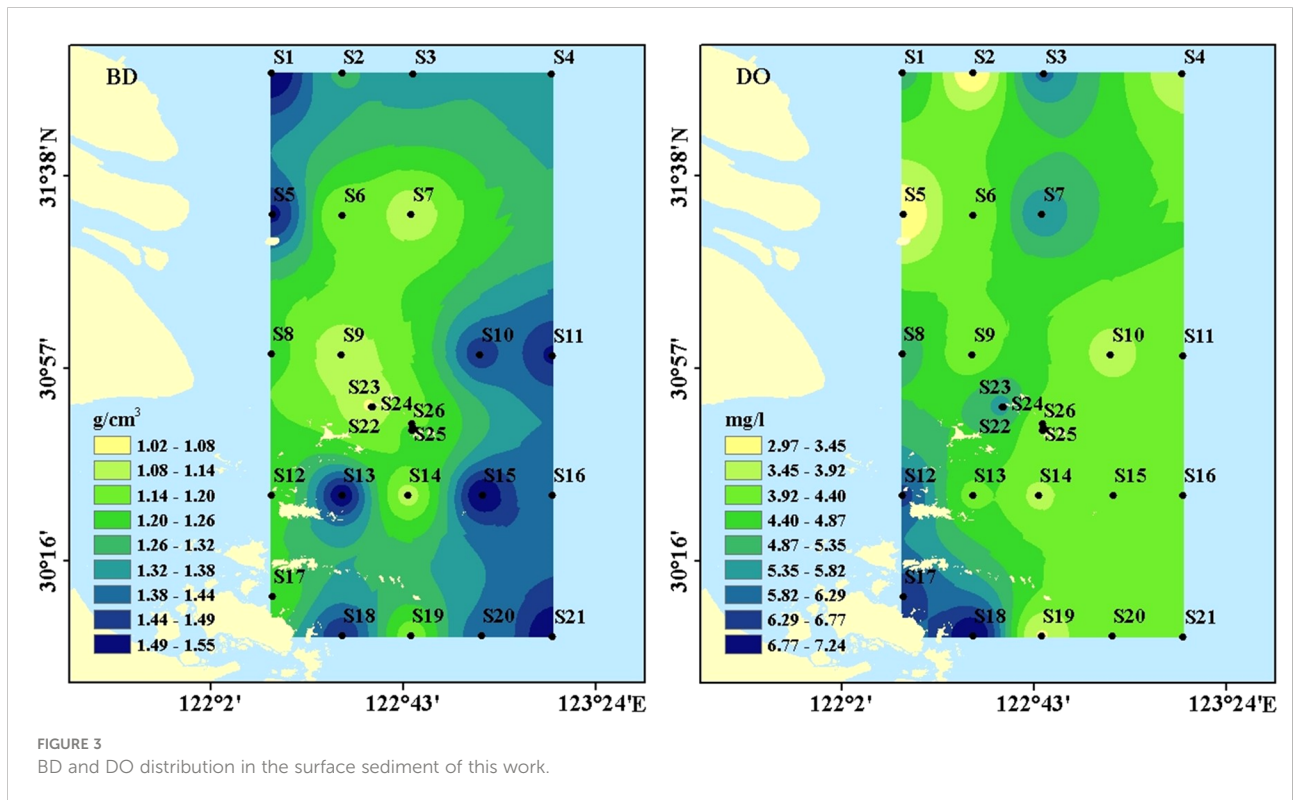 BD
S1 S2 S3 S4
S5 S6 S7
S8 S9 S10 S11
S23
S24 S26
S22 S25
S12 S13 S14 S15 S16
S17
S18 S19 S20 S21
g/cm³
1.02 - 1.08
1.08 - 1.14
1.14 - 1.20
1.20 - 1.26
1.26 - 1.32
1.32 - 1.38
1.38 - 1.44
1.44 - 1.49
1.49 - 1.55
31°38'N
30°57'
30°16'
122°2' 122°43' 123°24'E
DO
S1 S2 S3 S4
S5 S6 S7
S8 S9 S10 S11
S23
S24 S26
S22 S25
S12 S13 S14 S15 S16
S17
S18 S19 S20 S21
mg/l
2.97 - 3.45
3.45 - 3.92
3.92 - 4.40
4.40 - 4.87
4.87 - 5.35
5.35 - 5.82
5.82 - 6.29
6.29 - 6.77
6.77 - 7.24
31°38'N
30°57'
30°16'
122°2' 122°43' 123°24'E
FIGURE 3
BD and DO distribution in the surface sediment of this work.